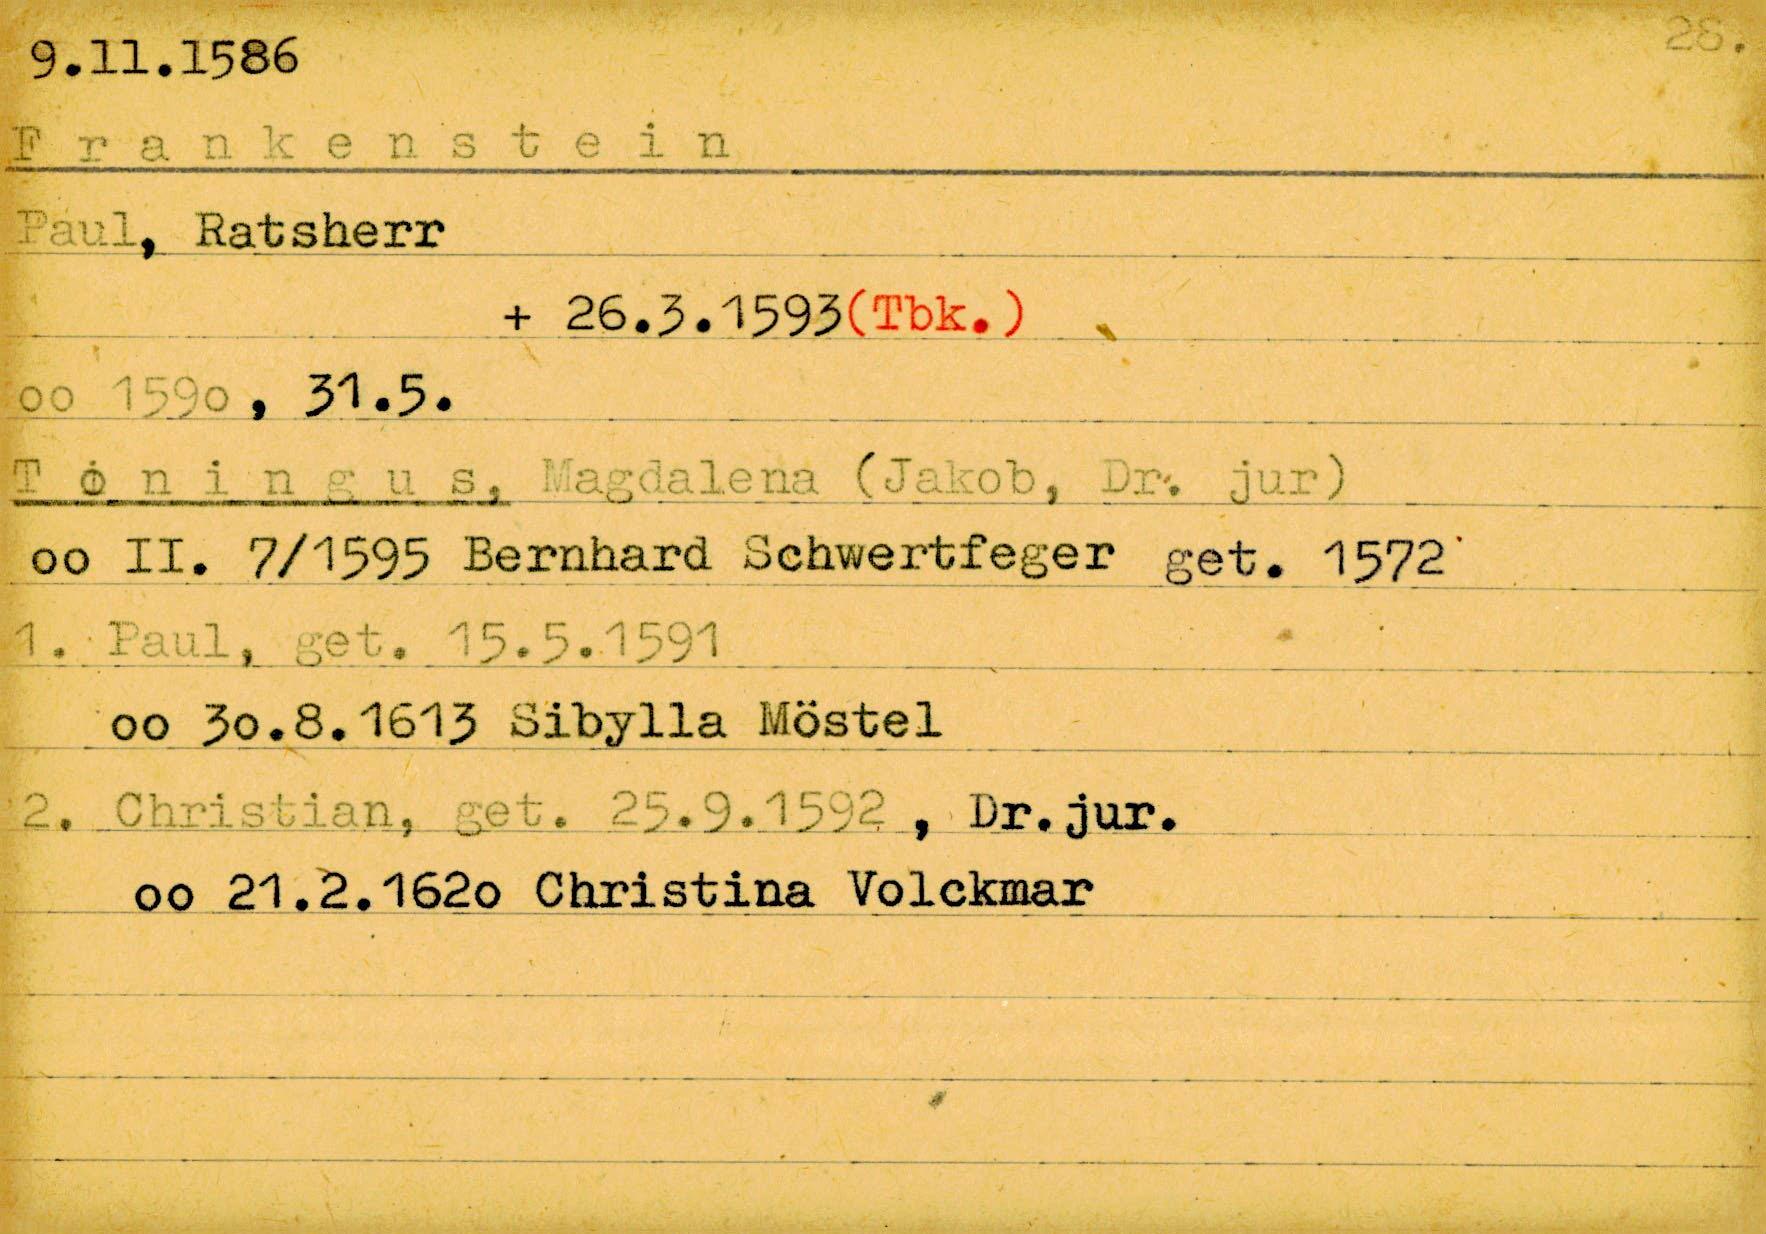 28.
9.11.1586
F r a n k e n s t e i n
Paul, Ratsherr
+ 26.3.1593(Tbk.)
oo 159o, 31.5.
T ö n i n g u s, Magdalena (Jakob, Dr. jur)
oo II. 7/1595 Bernhard Schwertfeger get. 1572
1. Paul, get. 15.5.1591
oo 3o.8.1613 Sibylla Möstel
2. Christian, get. 25.9.1592, Dr.jur.
oo 21.2.162o Christina Volckmar